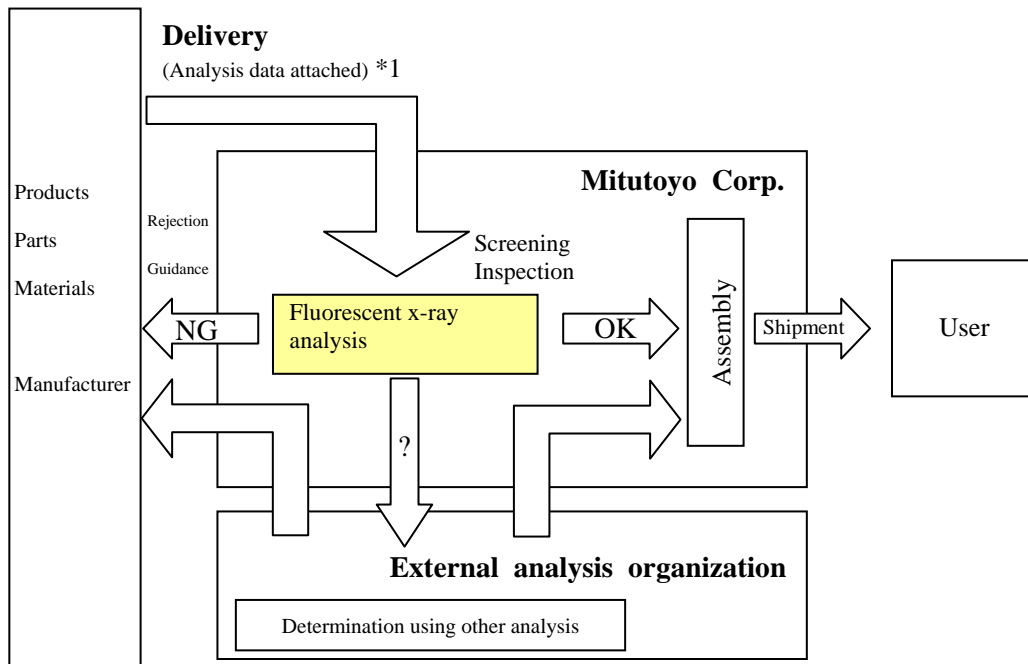 Delivery
(Analysis data attached) *1
Mitutoyo Corp.
Products
Parts
Materials
Manufacturer
Rejection
Guidance
Screening
Inspection
NG
Fluorescent x-ray
analysis
OK
Assembly
Shipment
User
?
External analysis organization
Determination using other analysis